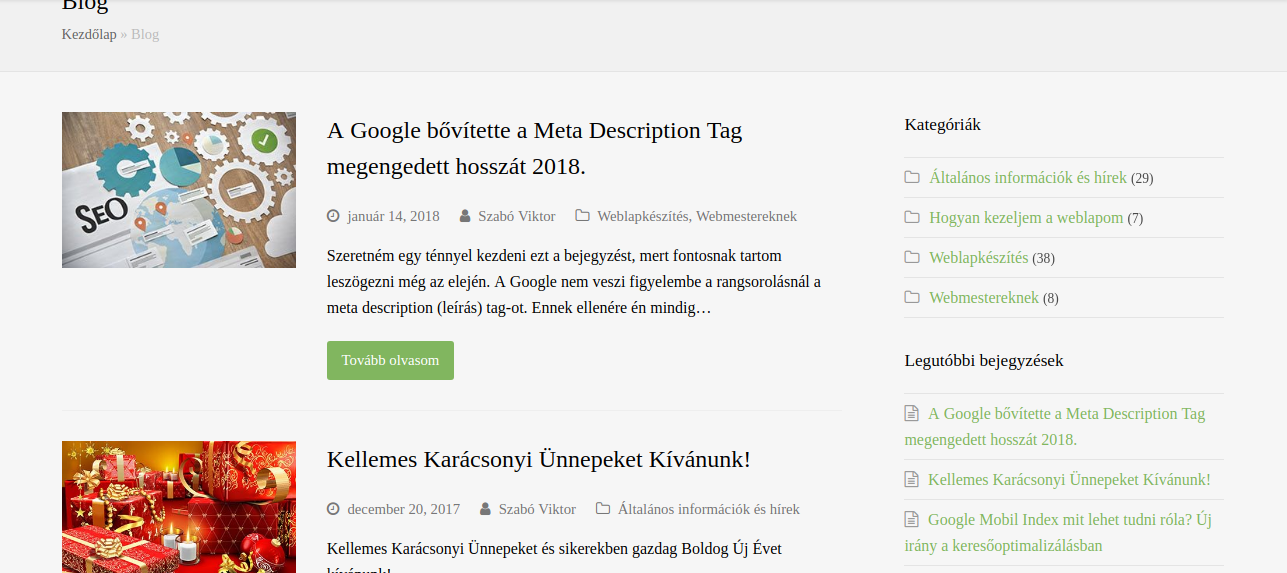 Blog
Kezdőlap » Blog
SEO
A Google bővítette a Meta Description Tag
megengedett hosszát 2018.
január 14, 2018 Szabó Viktor Weblapkészítés, Webmestereknek
Szeretném egy ténnyel kezdeni ezt a bejegyzést, mert fontosnak tartom
leszögezni még az elején. A Google nem veszi figyelembe a rangsorolásnál a
meta description (leírás) tag-ot. Ennek ellenére én mindig…
Tovább olvasom
Kellemes Karácsonyi Ünnepeket Kívánunk!
december 20, 2017 Szabó Viktor Általános információk és hírek
Kellemes Karácsonyi Ünnepeket és sikerekben gazdag Boldog Új Évet
kívánunk!
Kategóriák
Általános információk és hírek (29)
Hogyan kezeljem a weblapom (7)
Weblapkészítés (38)
Webmestereknek (8)
Legutóbbi bejegyzések
A Google bővítette a Meta Description Tag
megengedett hosszát 2018.
Kellemes Karácsonyi Ünnepeket Kívánunk!
Google Mobil Index mit lehet tudni róla? Új
irány a keresőoptimalizálásban